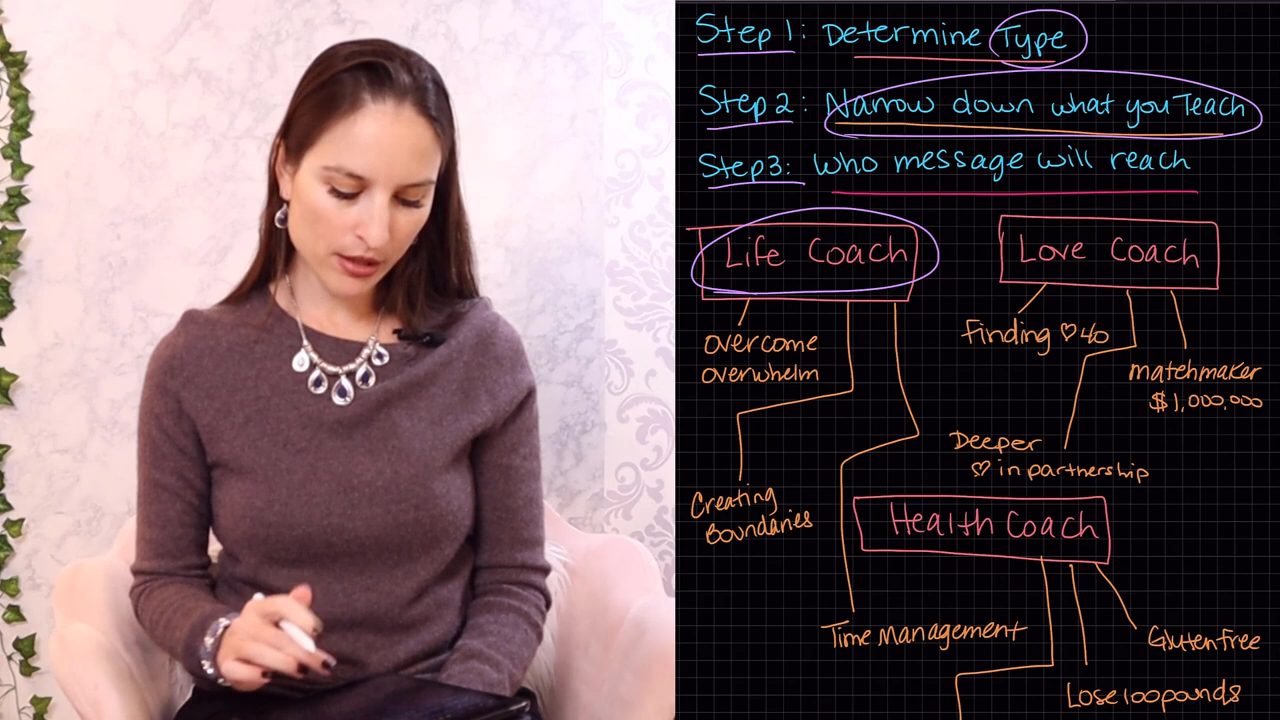 Step 1: Determine Type
Step 2: Narrow down what you Teach
Step3: Who message will reach
Life Coach
Love Coach
overcome
overwhelm
Finding ♡ 40
matchmaker
$1,000,000
Deeper
♡ in partnership
Creating
Boundaries
Health Coach
Time Management
Gluten Free
Lose 100 pounds